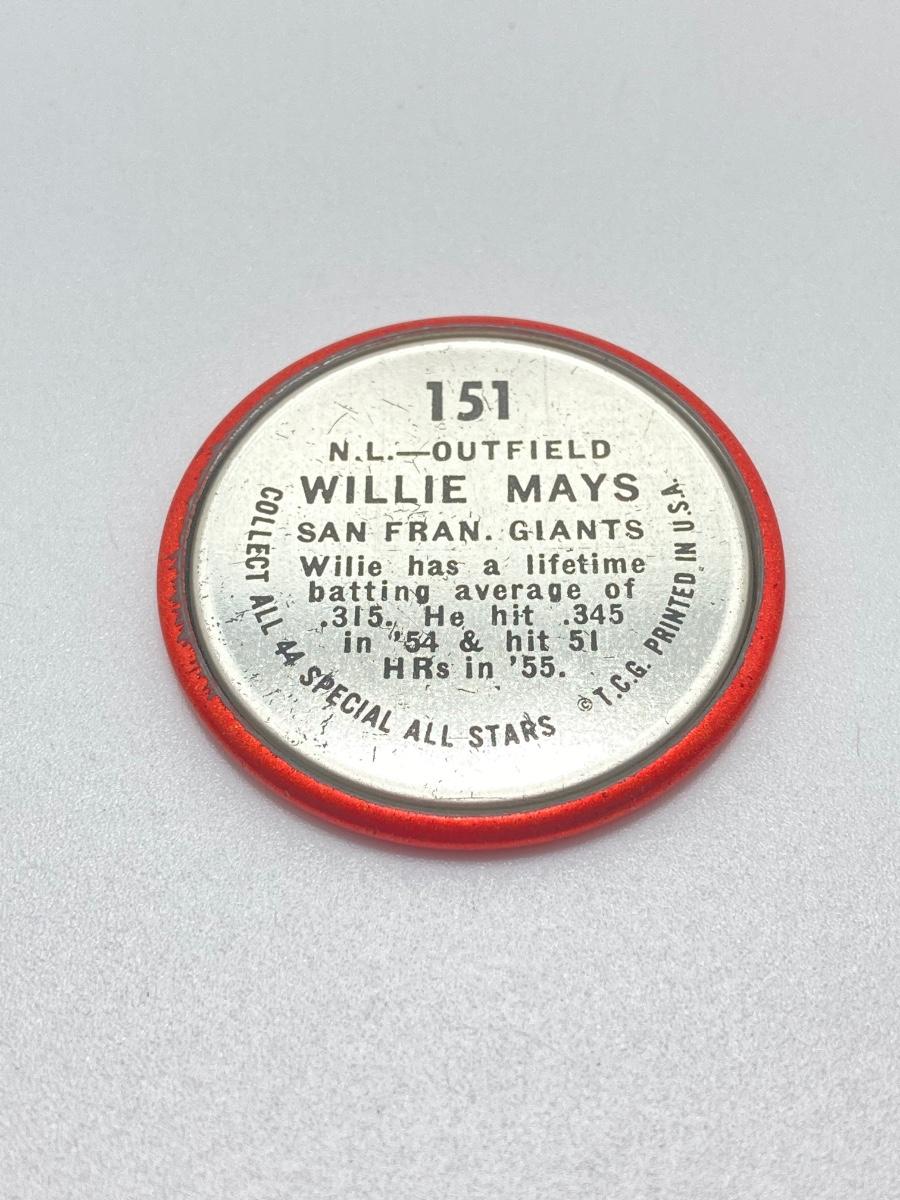 151
N.L.—OUTFIELD
WILLIE MAYS
SAN FRAN. GIANTS
Willie has a lifetime
batting average of
.315. He hit .345
in '54 & hit 51
HRs in '55.
COLLECT ALL 44 SPECIAL ALL STARS
© T.C.G. PRINTED IN U.S.A.